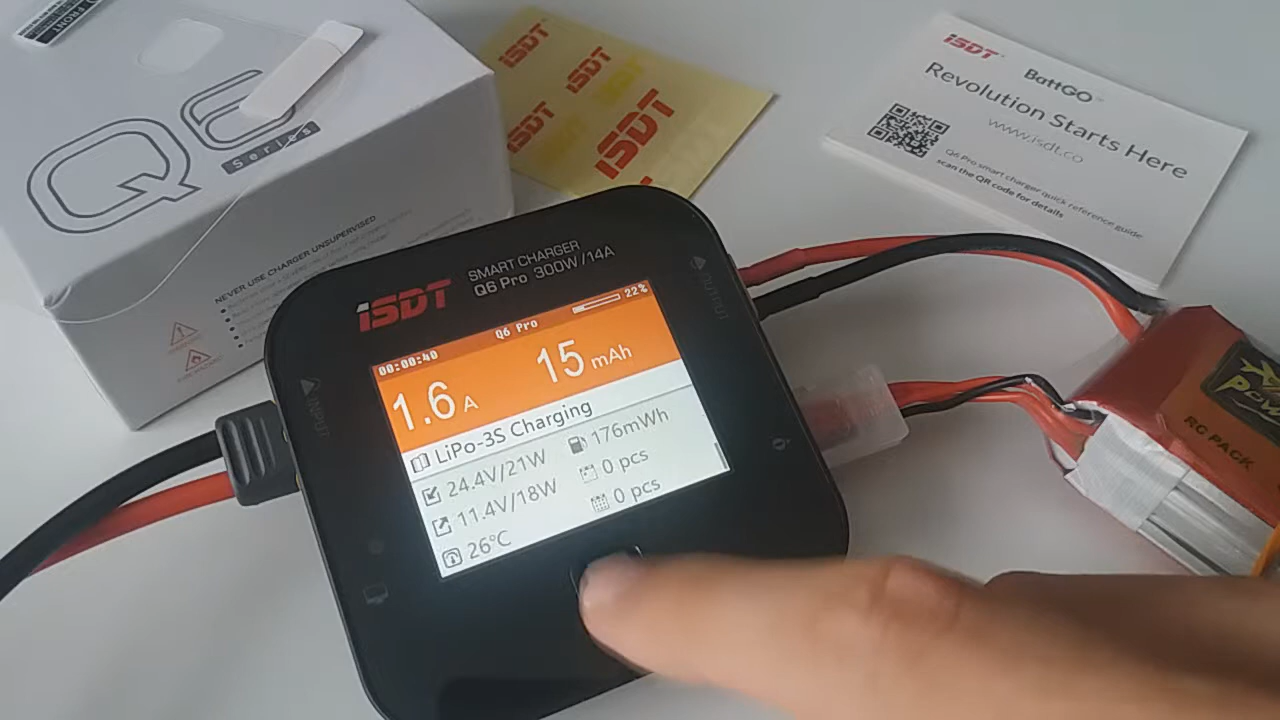 FRONT
Q6
Series
NEVER USE CHARGER UNSUPERVISED
iSDT
iSDT
iSDT
iSDT
iSDT
BattGO
Revolution Starts Here
www.isdt.co
Q6 Pro smart charger quick reference guide
scan the QR code for details
SMART CHARGER
Q6 Pro 300W/14A
iSDT
INPUT
OUTPUT
00:00:40
Q6 Pro
22%
1.6 A
15 mAh
LiPo-3S Charging
24.4V/21W
176mWh
11.4V/18W
0 pcs
26°C
0 pcs
POW
RC PACK